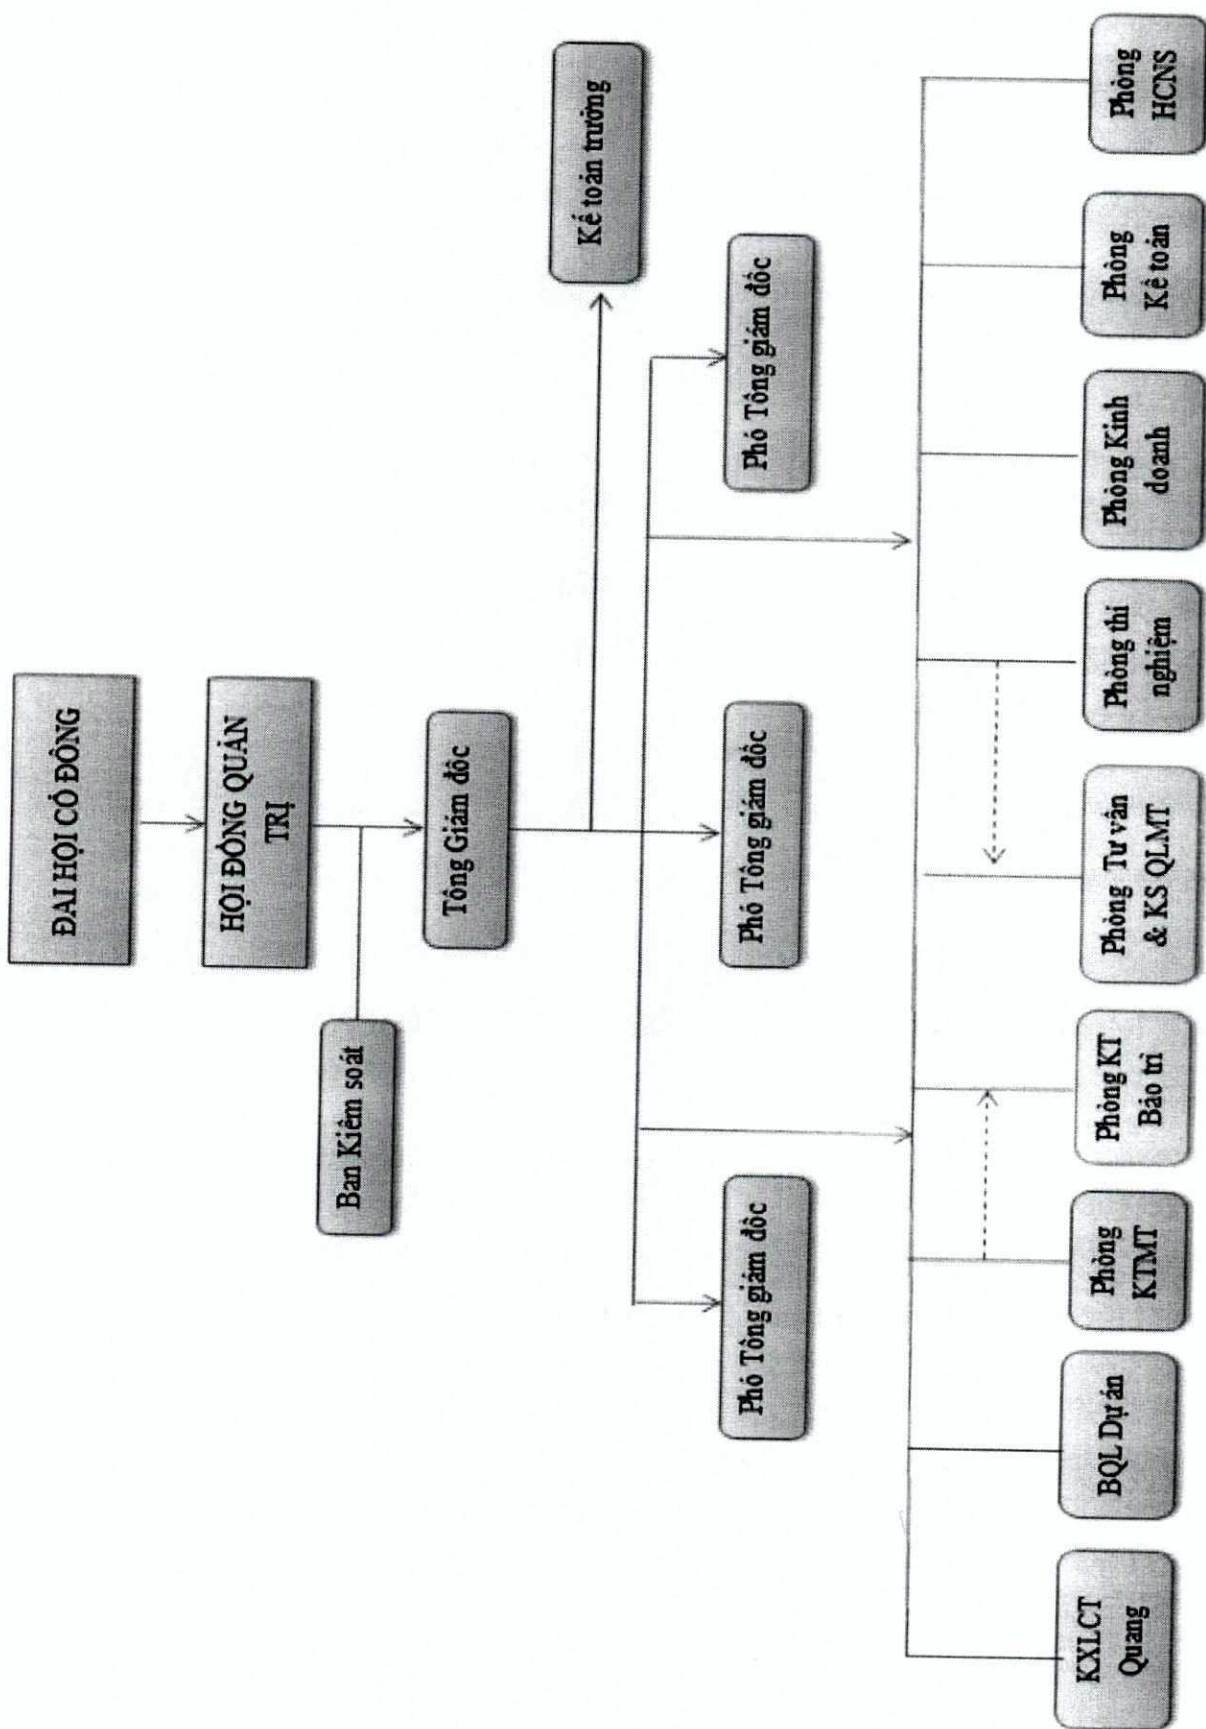 ĐAI HỘI CỔ ĐÔNG
HỘI ĐỒNG QUẢN
TRỊ
Ban Kiểm soát
Tổng Giám đốc
Kế toán trưởng
Phó Tổng giám đốc
Phó Tổng giám đốc
Phó Tổng giám đốc
KXLCT
Quang
BQL Dự án
Phòng
KTMT
Phòng KT
Bảo trì
Phòng Tư vấn
& KS QLMT
Phòng thí
nghiệm
Phòng Kinh
doanh
Phòng
Kế toán
Phòng
HCNS